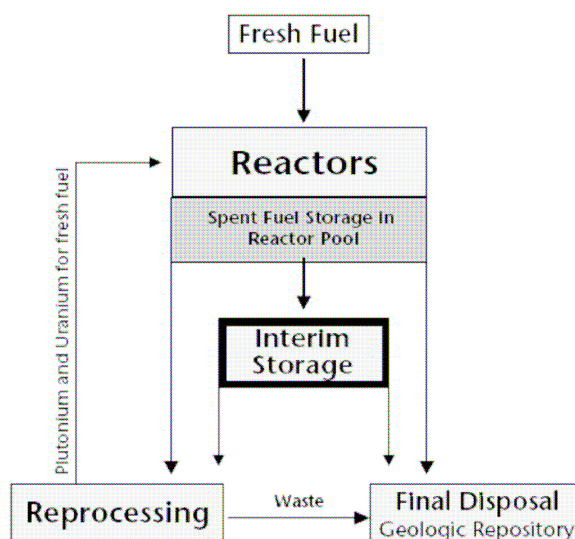 Fresh Fuel
Reactors
Spent Fuel Storage In
Reactor Pool
Plutonium and Uranium for fresh fuel
Interim
Storage
Reprocessing
Waste
Final Disposal
Geologic Repository